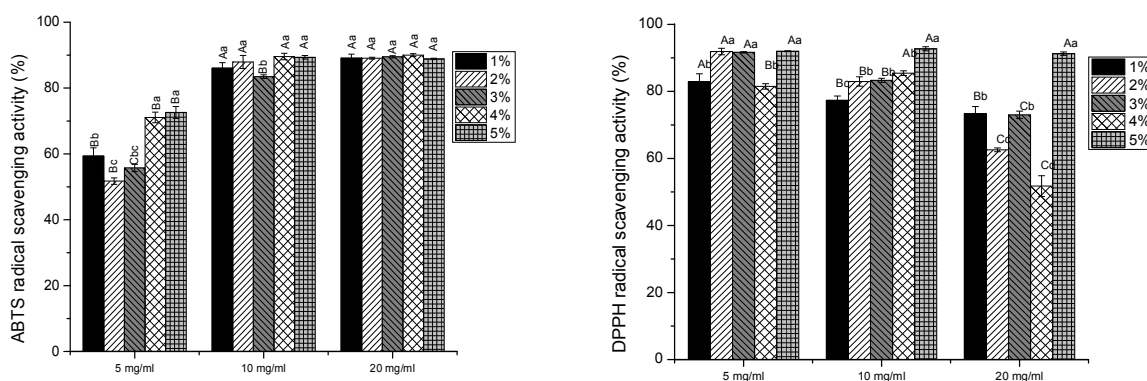 ABTS radical scavenging activity (%)
100
80
60
40
20
0
Bb
Bc
Cbc
Ba
Ba
Aa
Aa
Bb
Aa
Aa
Aa
Aa
Aa
Aa
Aa
1%
2%
3%
4%
5%
5 mg/ml
10 mg/ml
20 mg/ml
DPPH radical scavenging activity (%)
100
80
60
40
20
0
Ab
Aa
Aa
Bb
Aa
Bc
Bb
Bb
Ab
Aa
Bb
Cc
Cb
Cd
Aa
1%
2%
3%
4%
5%
5 mg/ml
10 mg/ml
20 mg/ml